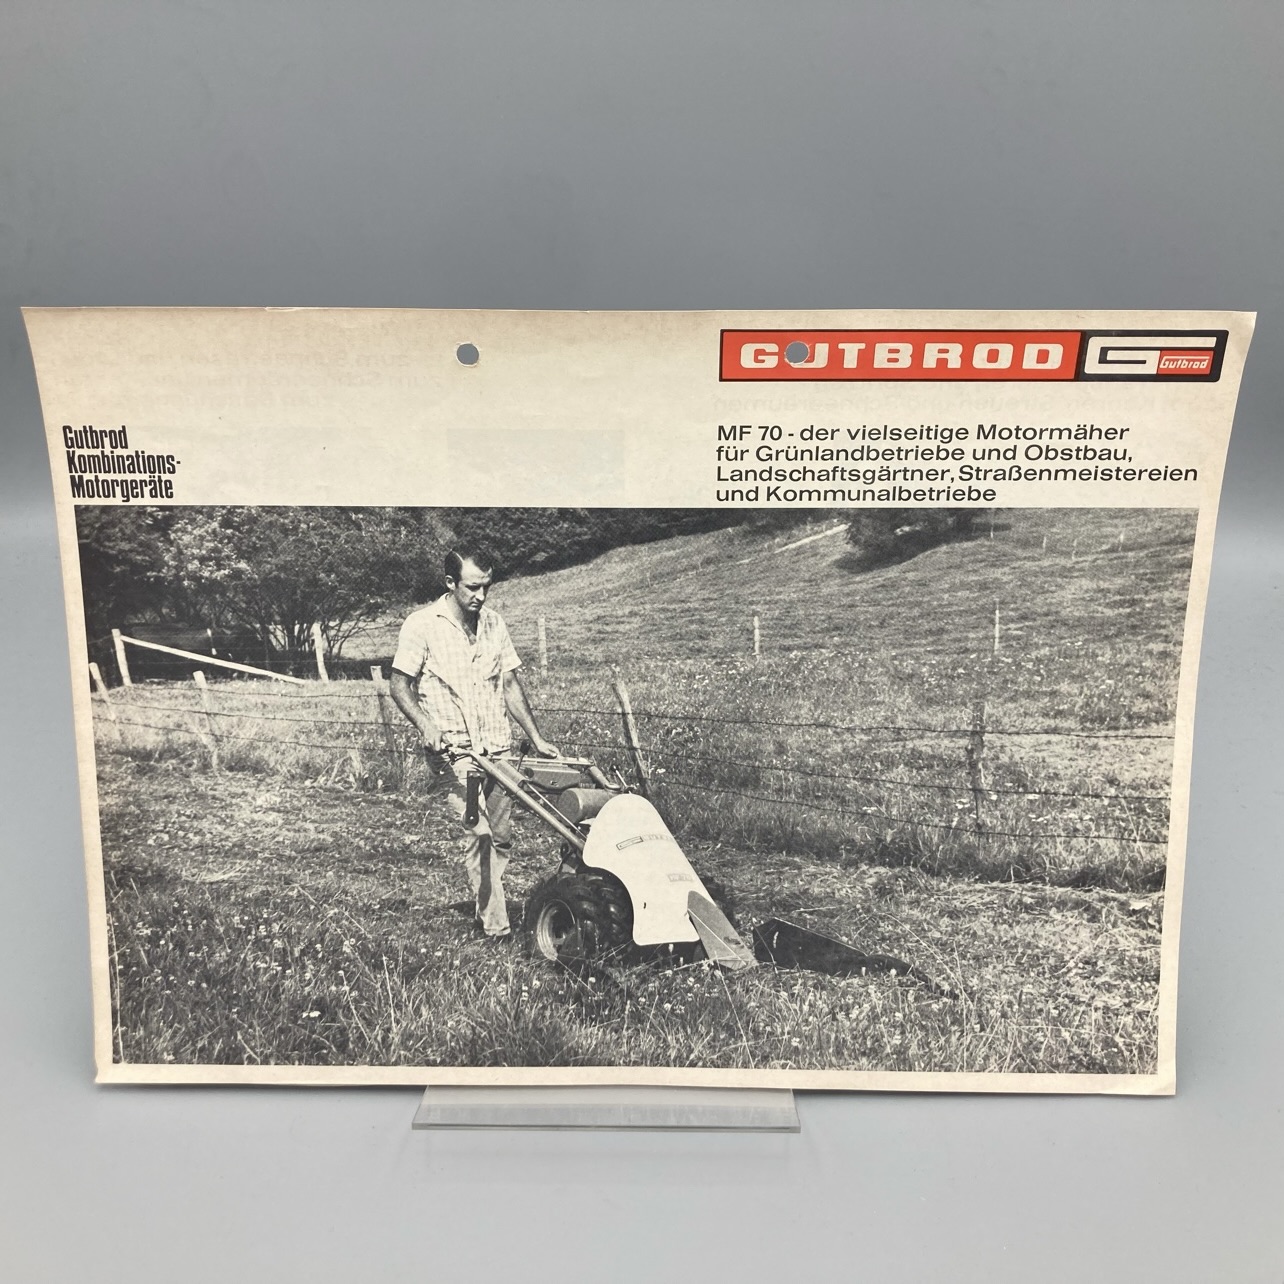 GUTBROD
Gutbrod
Gutbrod
Kombinations-
Motorgeräte
MF 70 - der vielseitige Motormäher
für Grünlandbetriebe und Obstbau,
Landschaftsgärtner, Straßenmeistereien
und Kommunalbetriebe